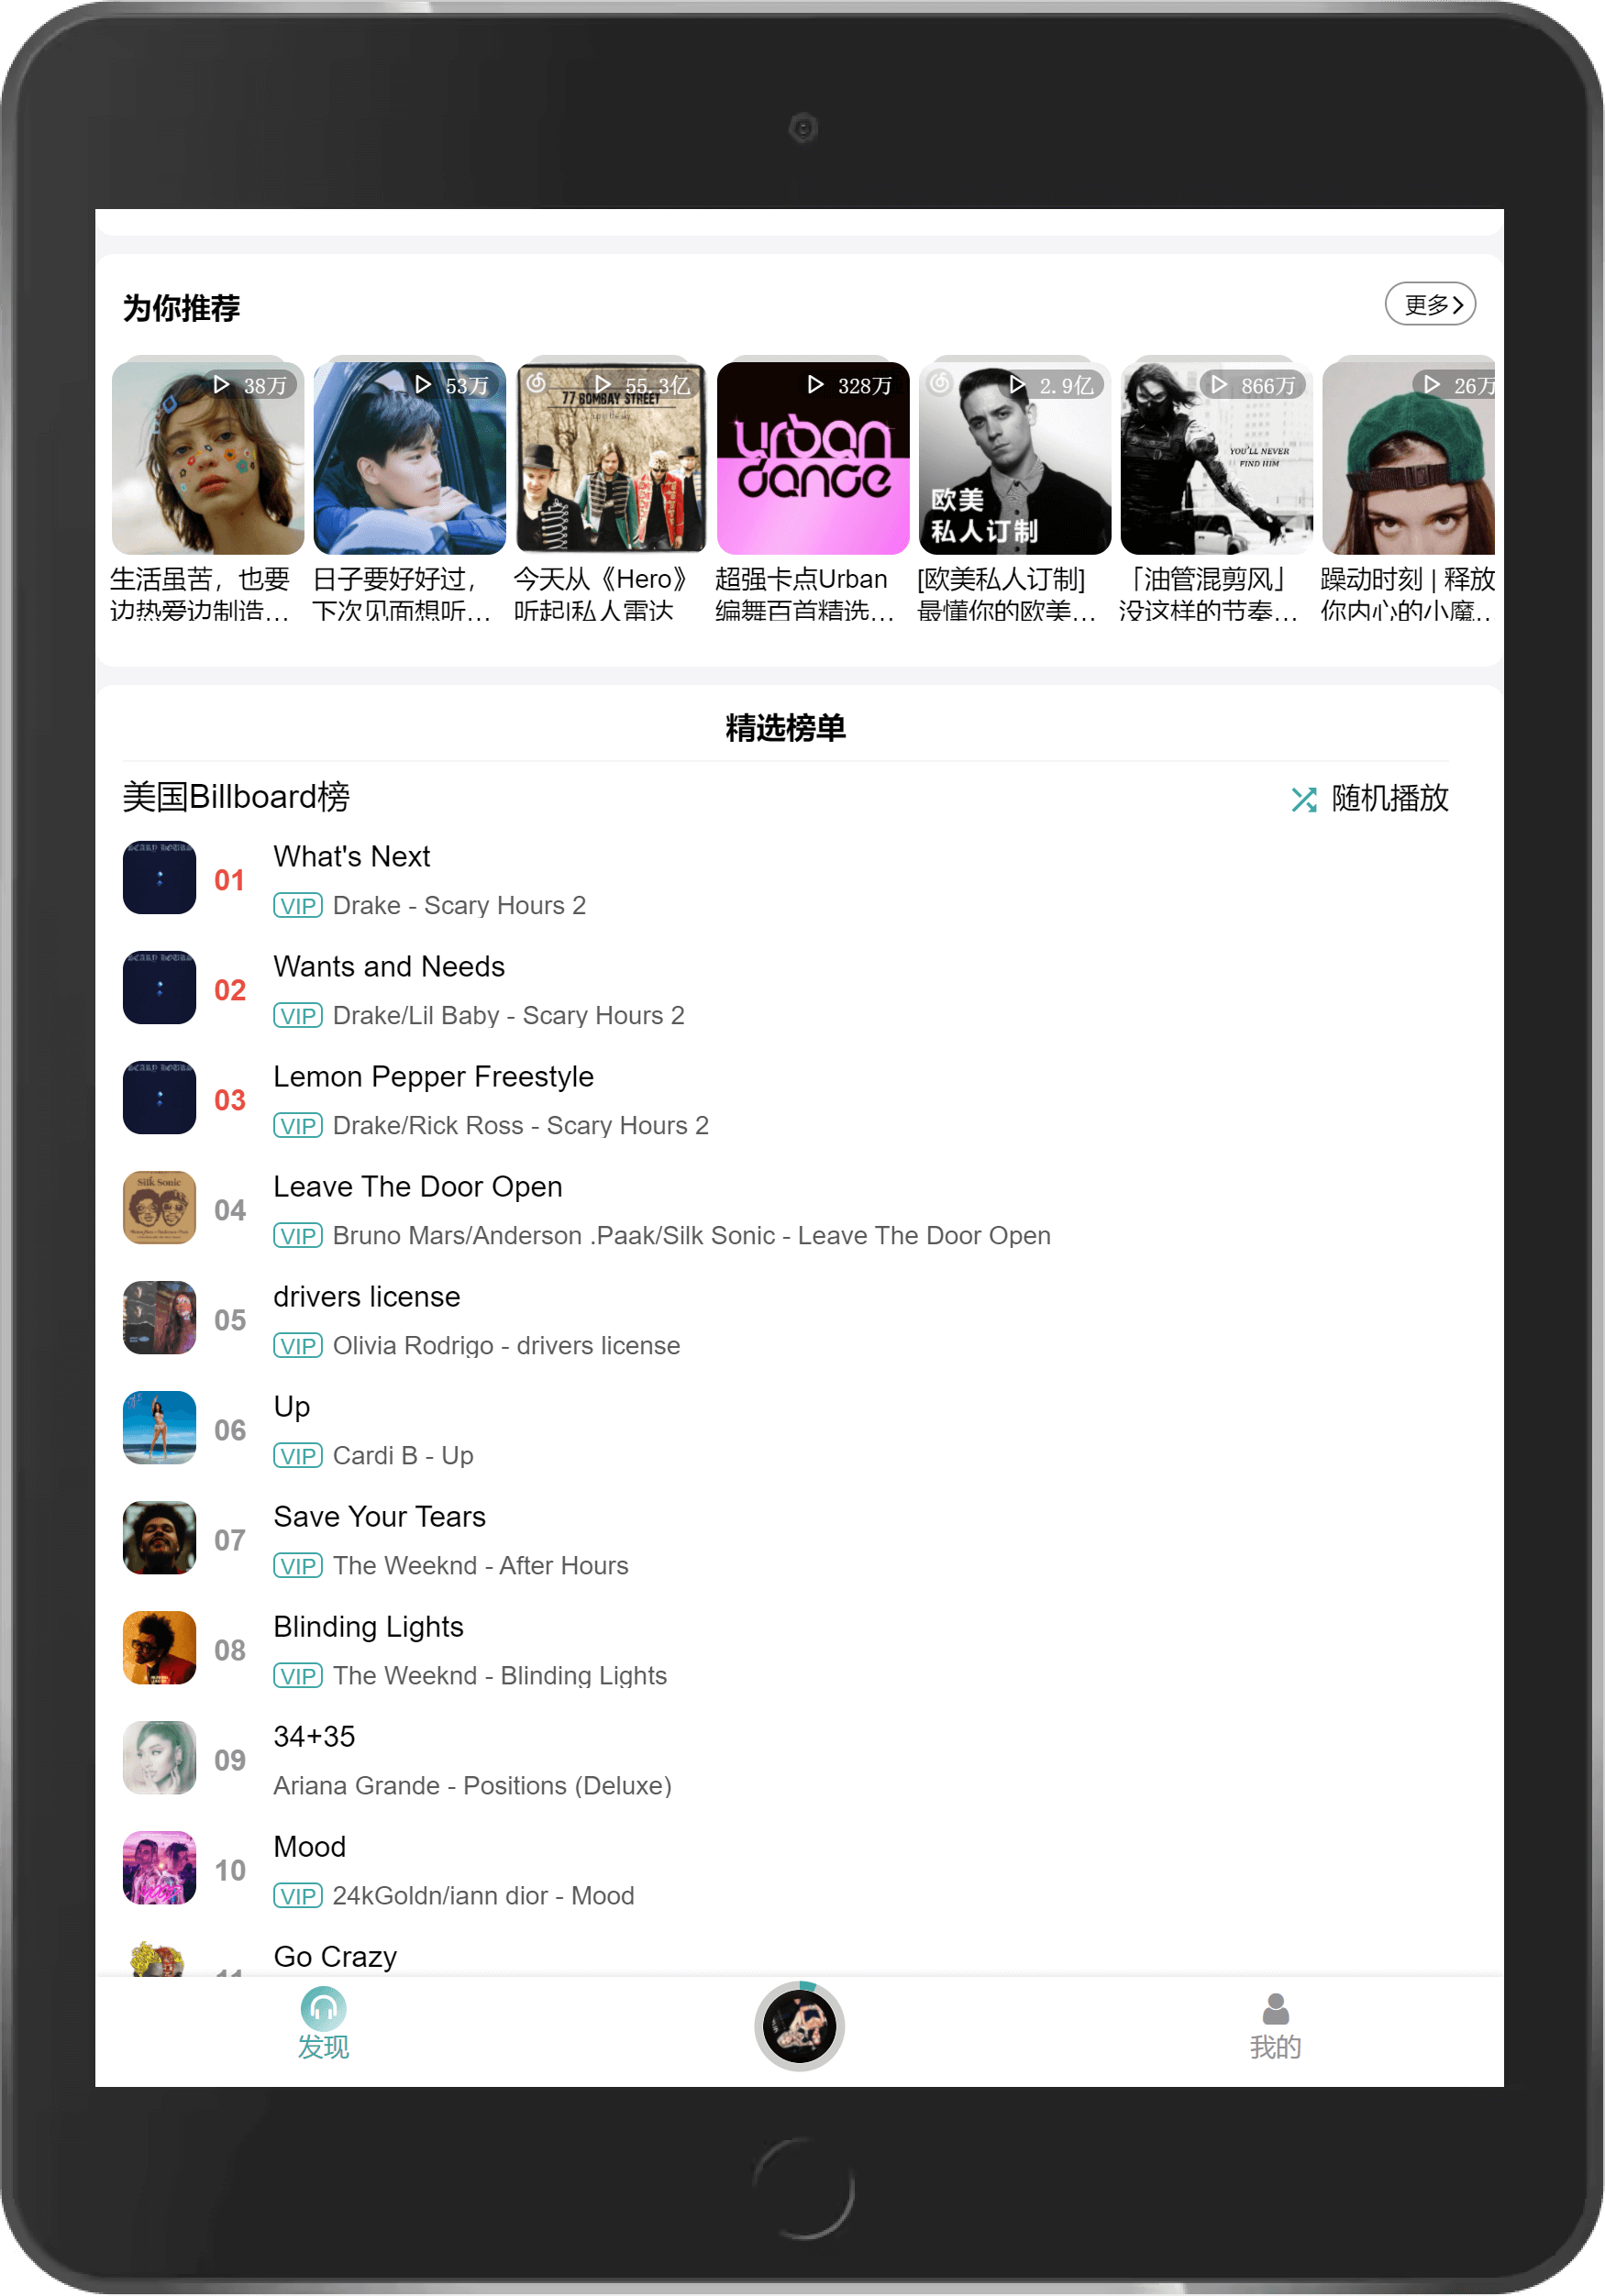 为你推荐
更多
38万
53万
55.3亿
328万
2.9亿
866万
26万
77 BOMBAY STREET
urban
dance
欧美
私人订制
YOU'LL NEVER
FIND HIM
生活虽苦，也要
边热爱边制造...
日子要好好过，
下次见面想听...
今天从《Hero》
听起|私人雷达
超强卡点Urban
编舞百首精选...
[欧美私人订制]
最懂你的欧美...
「油管混剪风」
没这样的节奏...
躁动时刻 | 释放
你内心的小魔...
精选榜单
美国Billboard榜
随机播放
SCARY HOURS
01
What's Next
VIP Drake - Scary Hours 2
SCARY HOURS
02
Wants and Needs
VIP Drake/Lil Baby - Scary Hours 2
SCARY HOURS
03
Lemon Pepper Freestyle
VIP Drake/Rick Ross - Scary Hours 2
Silk Sonic
04
Leave The Door Open
VIP Bruno Mars/Anderson .Paak/Silk Sonic - Leave The Door Open
05
drivers license
VIP Olivia Rodrigo - drivers license
06
Up
VIP Cardi B - Up
07
Save Your Tears
VIP The Weeknd - After Hours
08
Blinding Lights
VIP The Weeknd - Blinding Lights
09
34+35
Ariana Grande - Positions (Deluxe)
10
Mood
VIP 24kGoldn/iann dior - Mood
11
Go Crazy
发现
我的